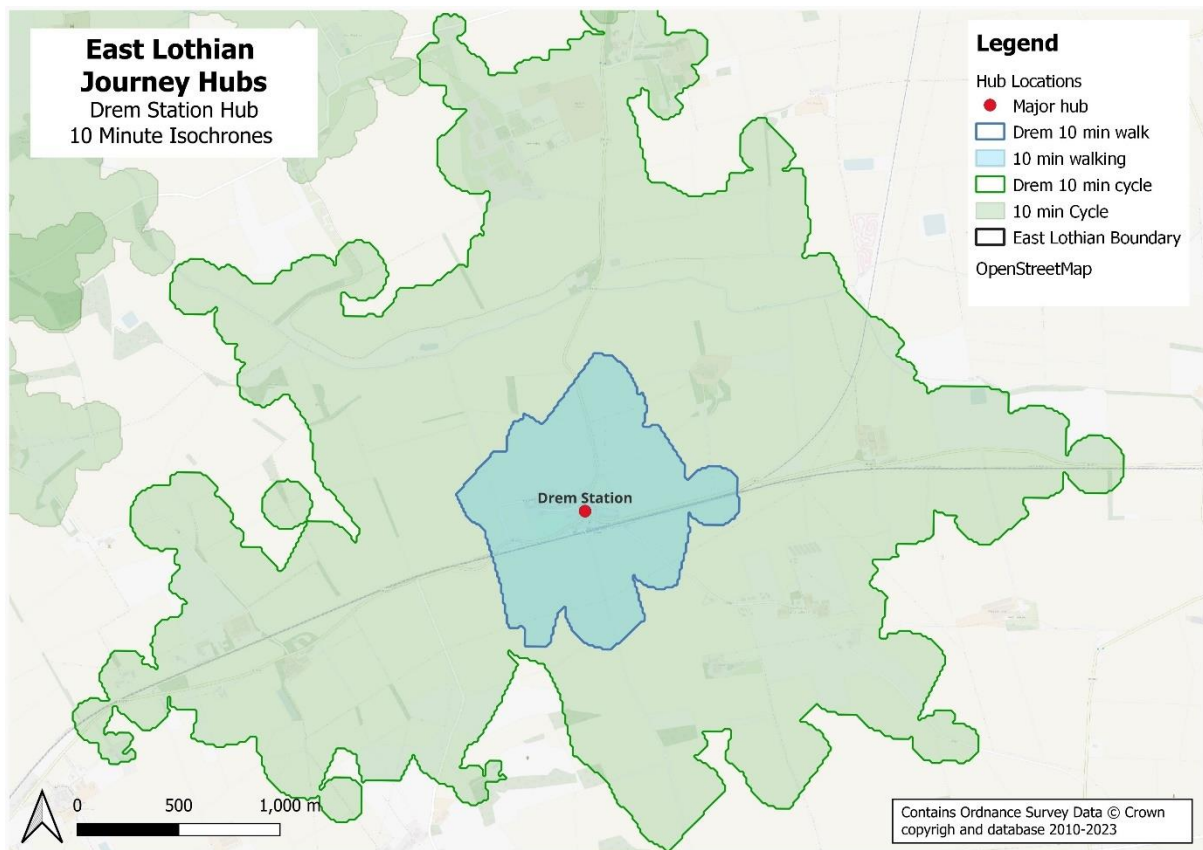 East Lothian
Journey Hubs
Drem Station Hub
10 Minute Isochrones
Legend
Hub Locations
Major hub
Drem 10 min walk
10 min walking
Drem 10 min cycle
10 min Cycle
East Lothian Boundary
OpenStreetMap
Drem Station
0 500 1,000 m
Contains Ordnance Survey Data © Crown
copyrigh and database 2010-2023